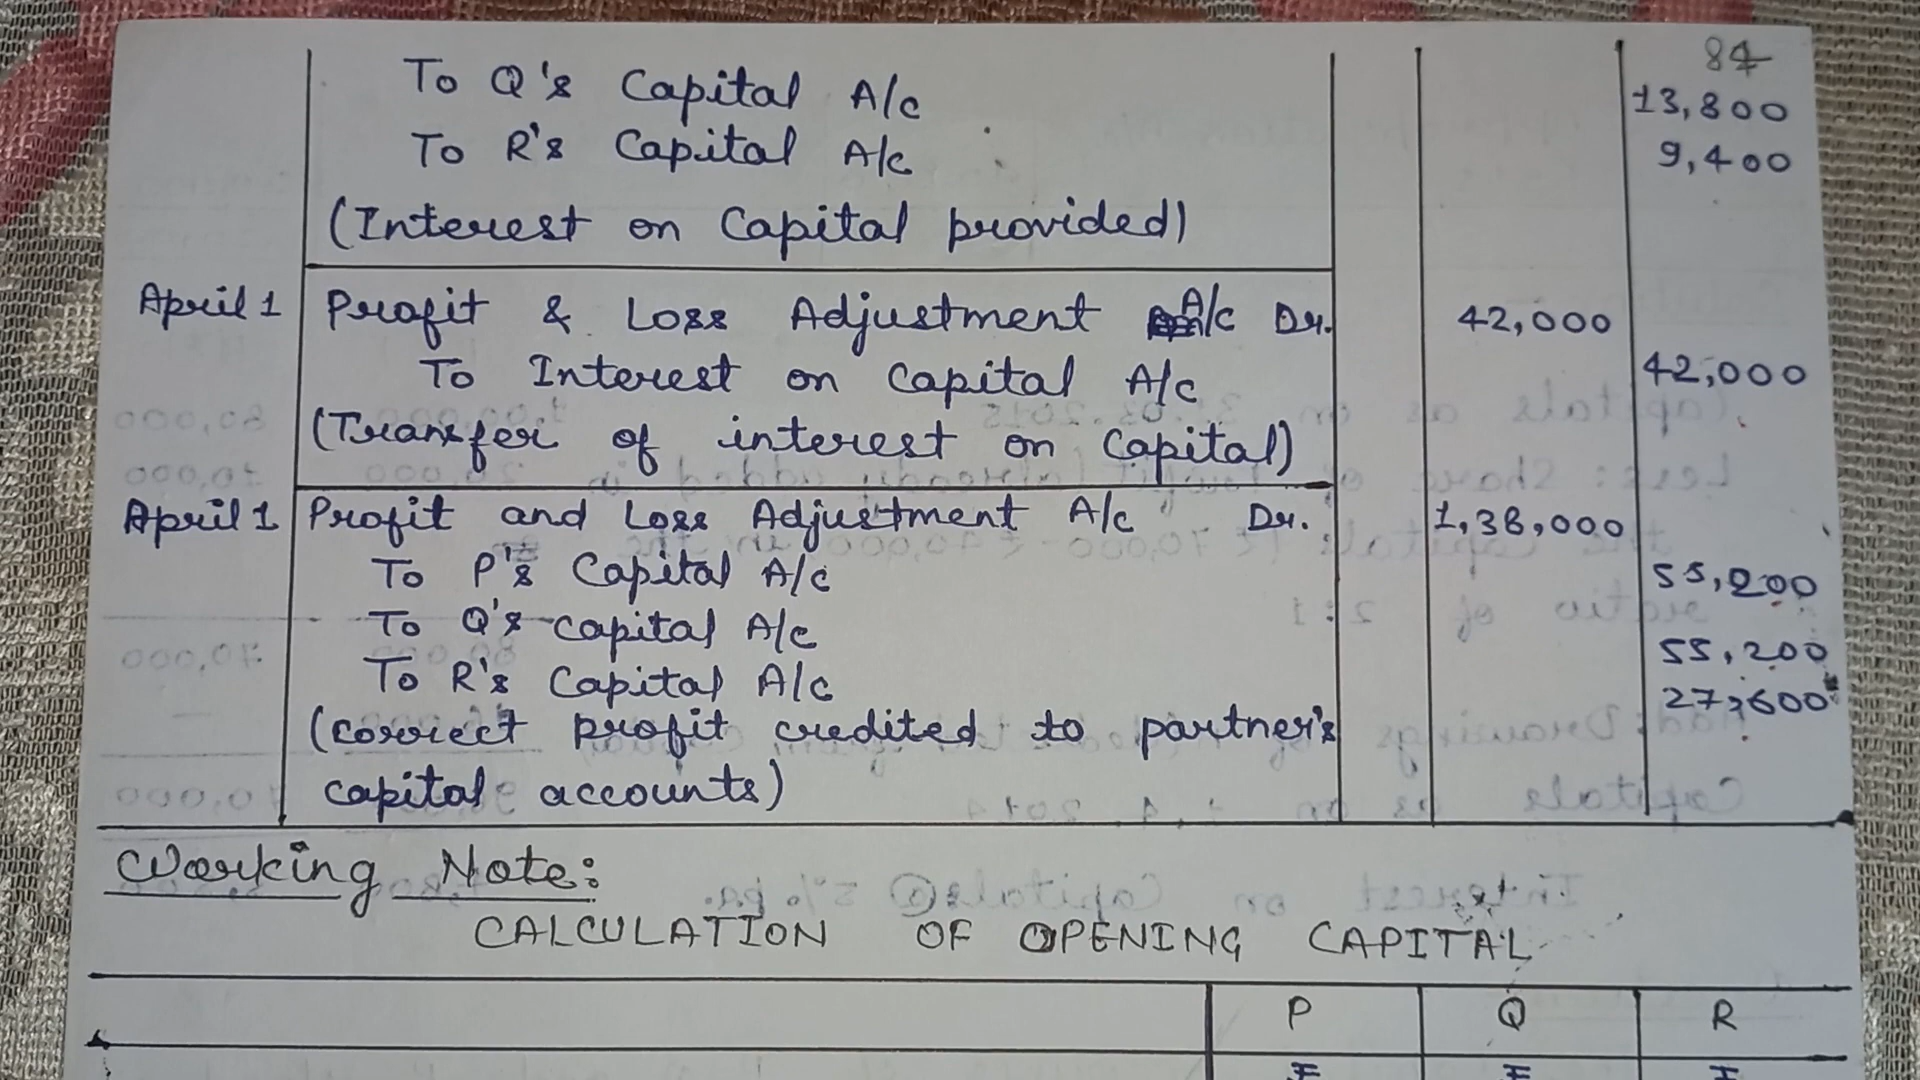 84
To Q's Capital A/c 13,800
To R's Capital A/c 9,400
(Interest on Capital provided)
April 1 Profit & Loss Adjustment A/c Dr. 42,000
To Interest on Capital A/c 42,000
(Transfer of interest on Capital)
April 1 Profit and Loss Adjustment A/c Dr. 1,38,000
To P's Capital A/c 55,200
To Q's capital A/c 55,200
To R's Capital A/c 27,600
(Correct profit credited to partner's
capital accounts)
Working Note:
CALCULATION OF OPENING CAPITAL
P Q R
₹ ₹ ₹